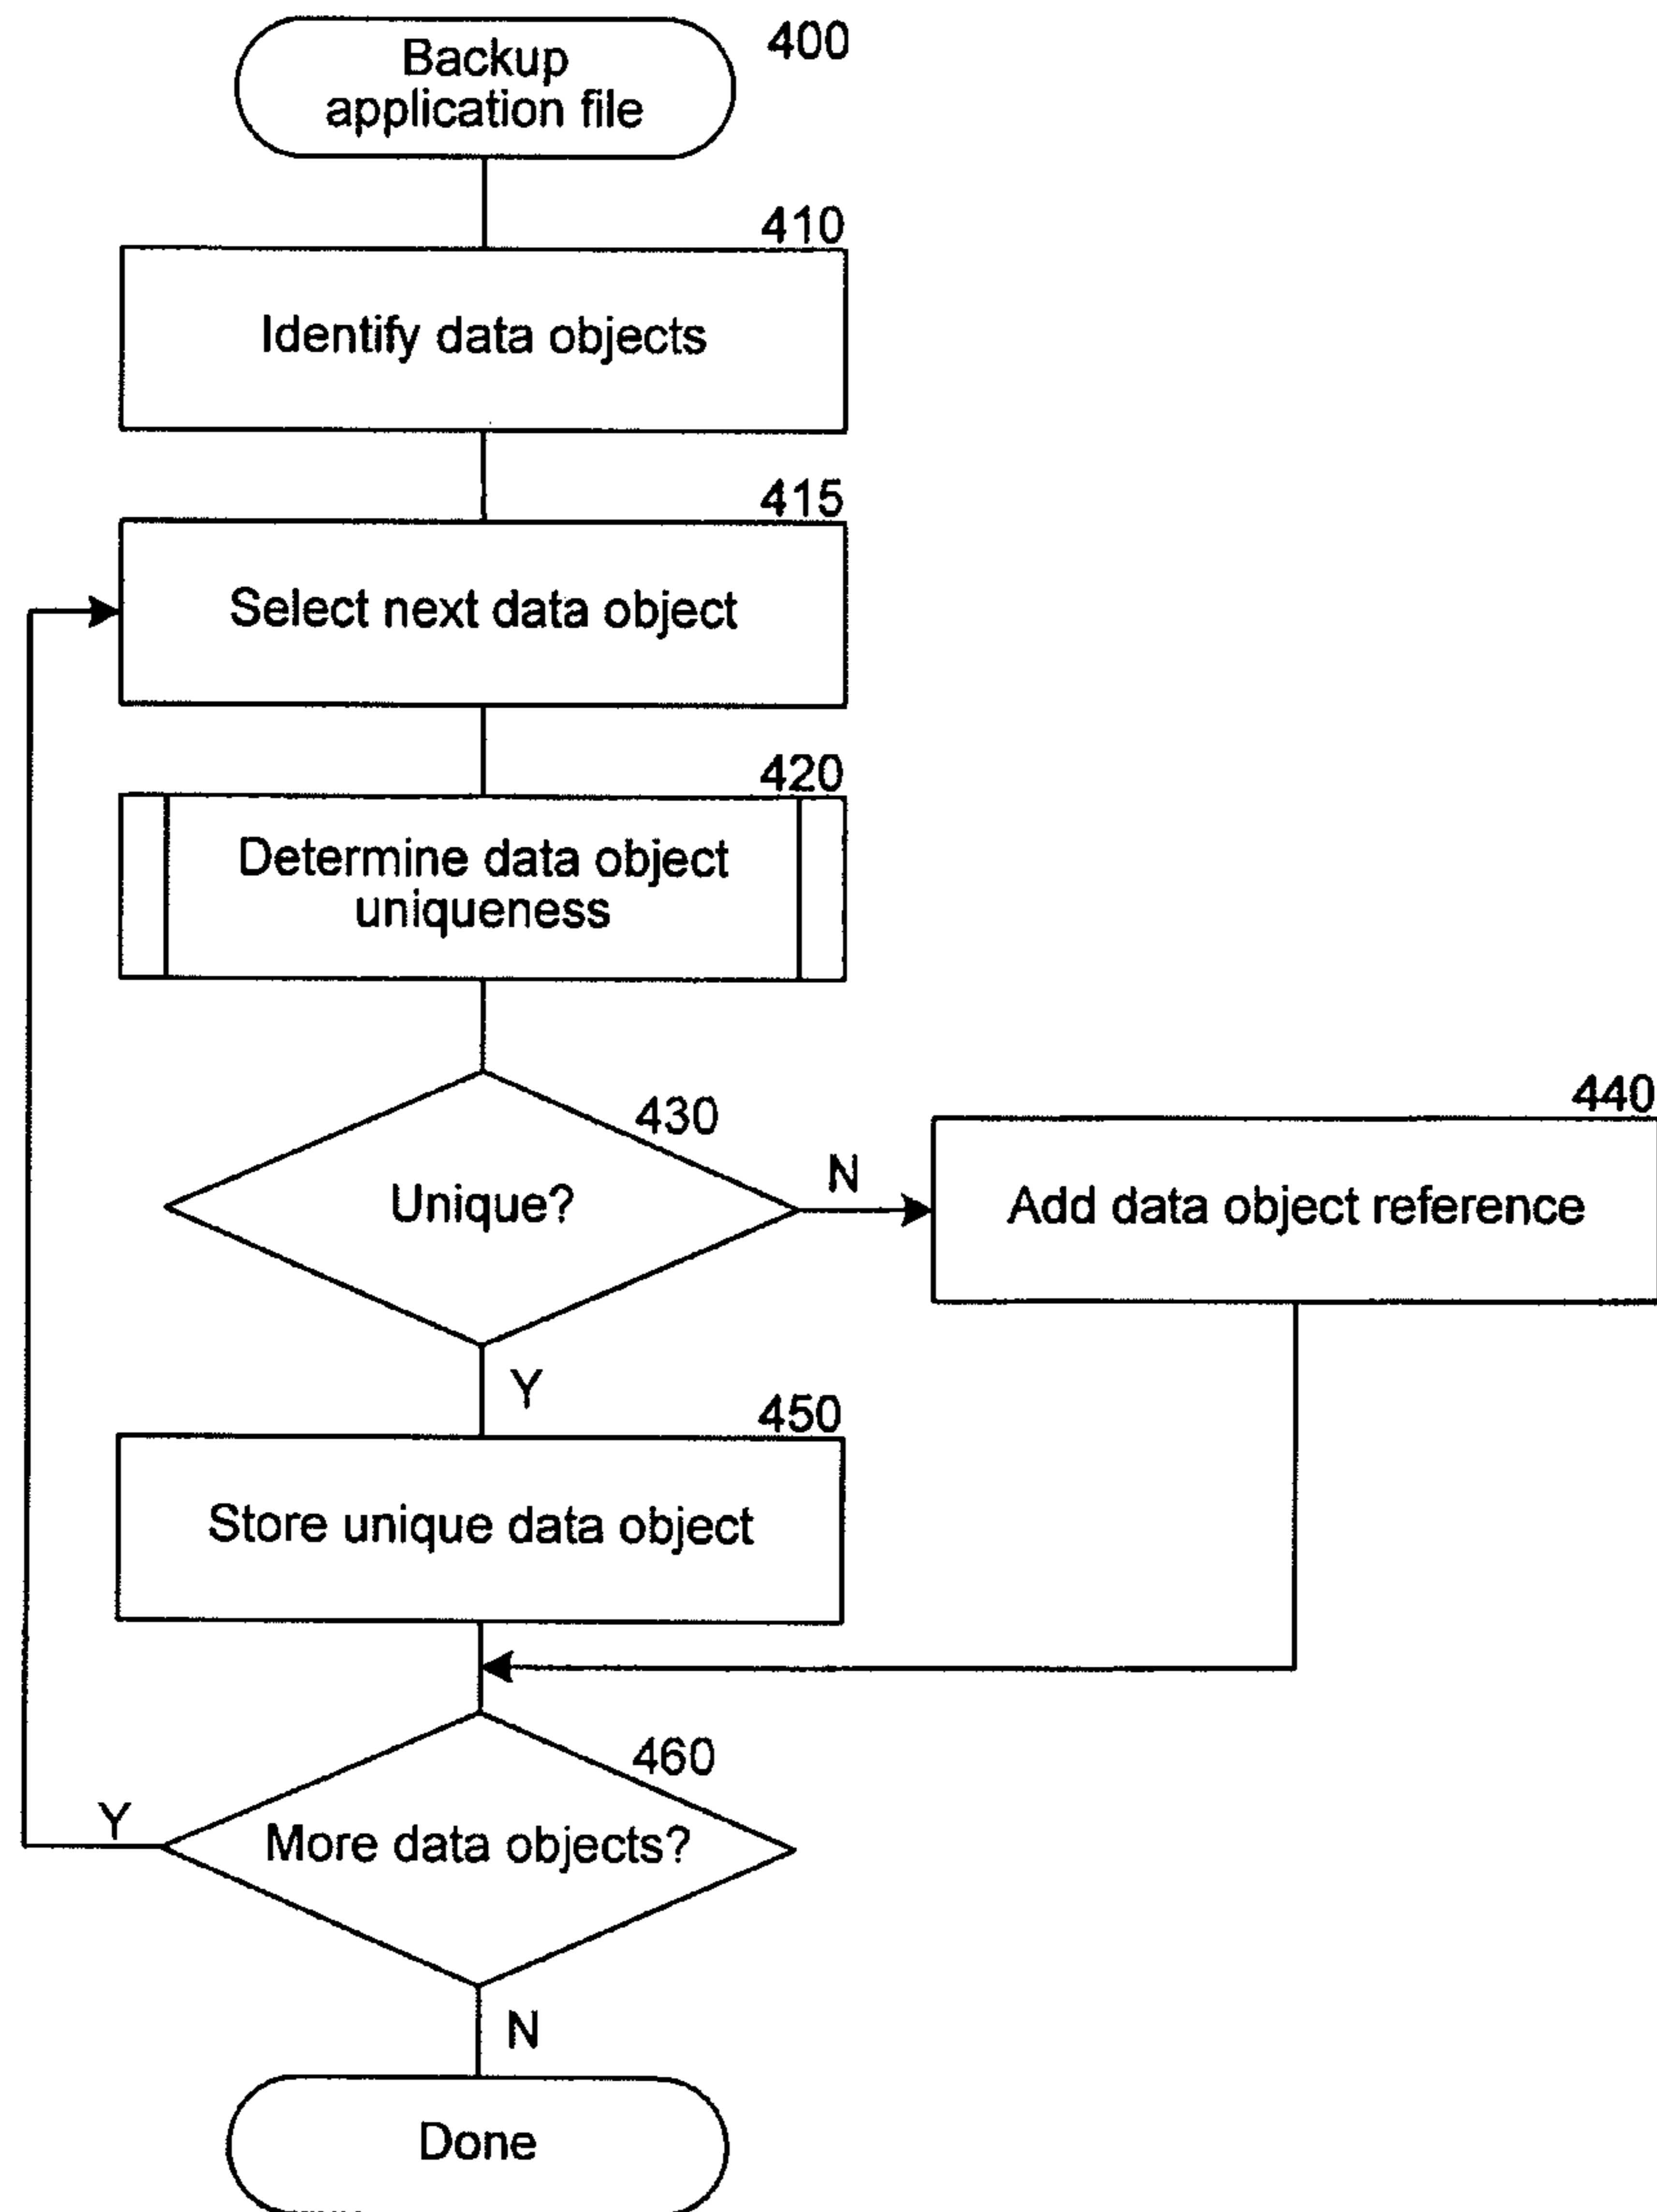 400
Backup
application file
410
Identify data objects
415
Select next data object
420
Determine data object
uniqueness
430
Unique?
N
440
Add data object reference
Y
450
Store unique data object
460
Y
More data objects?
N
Done